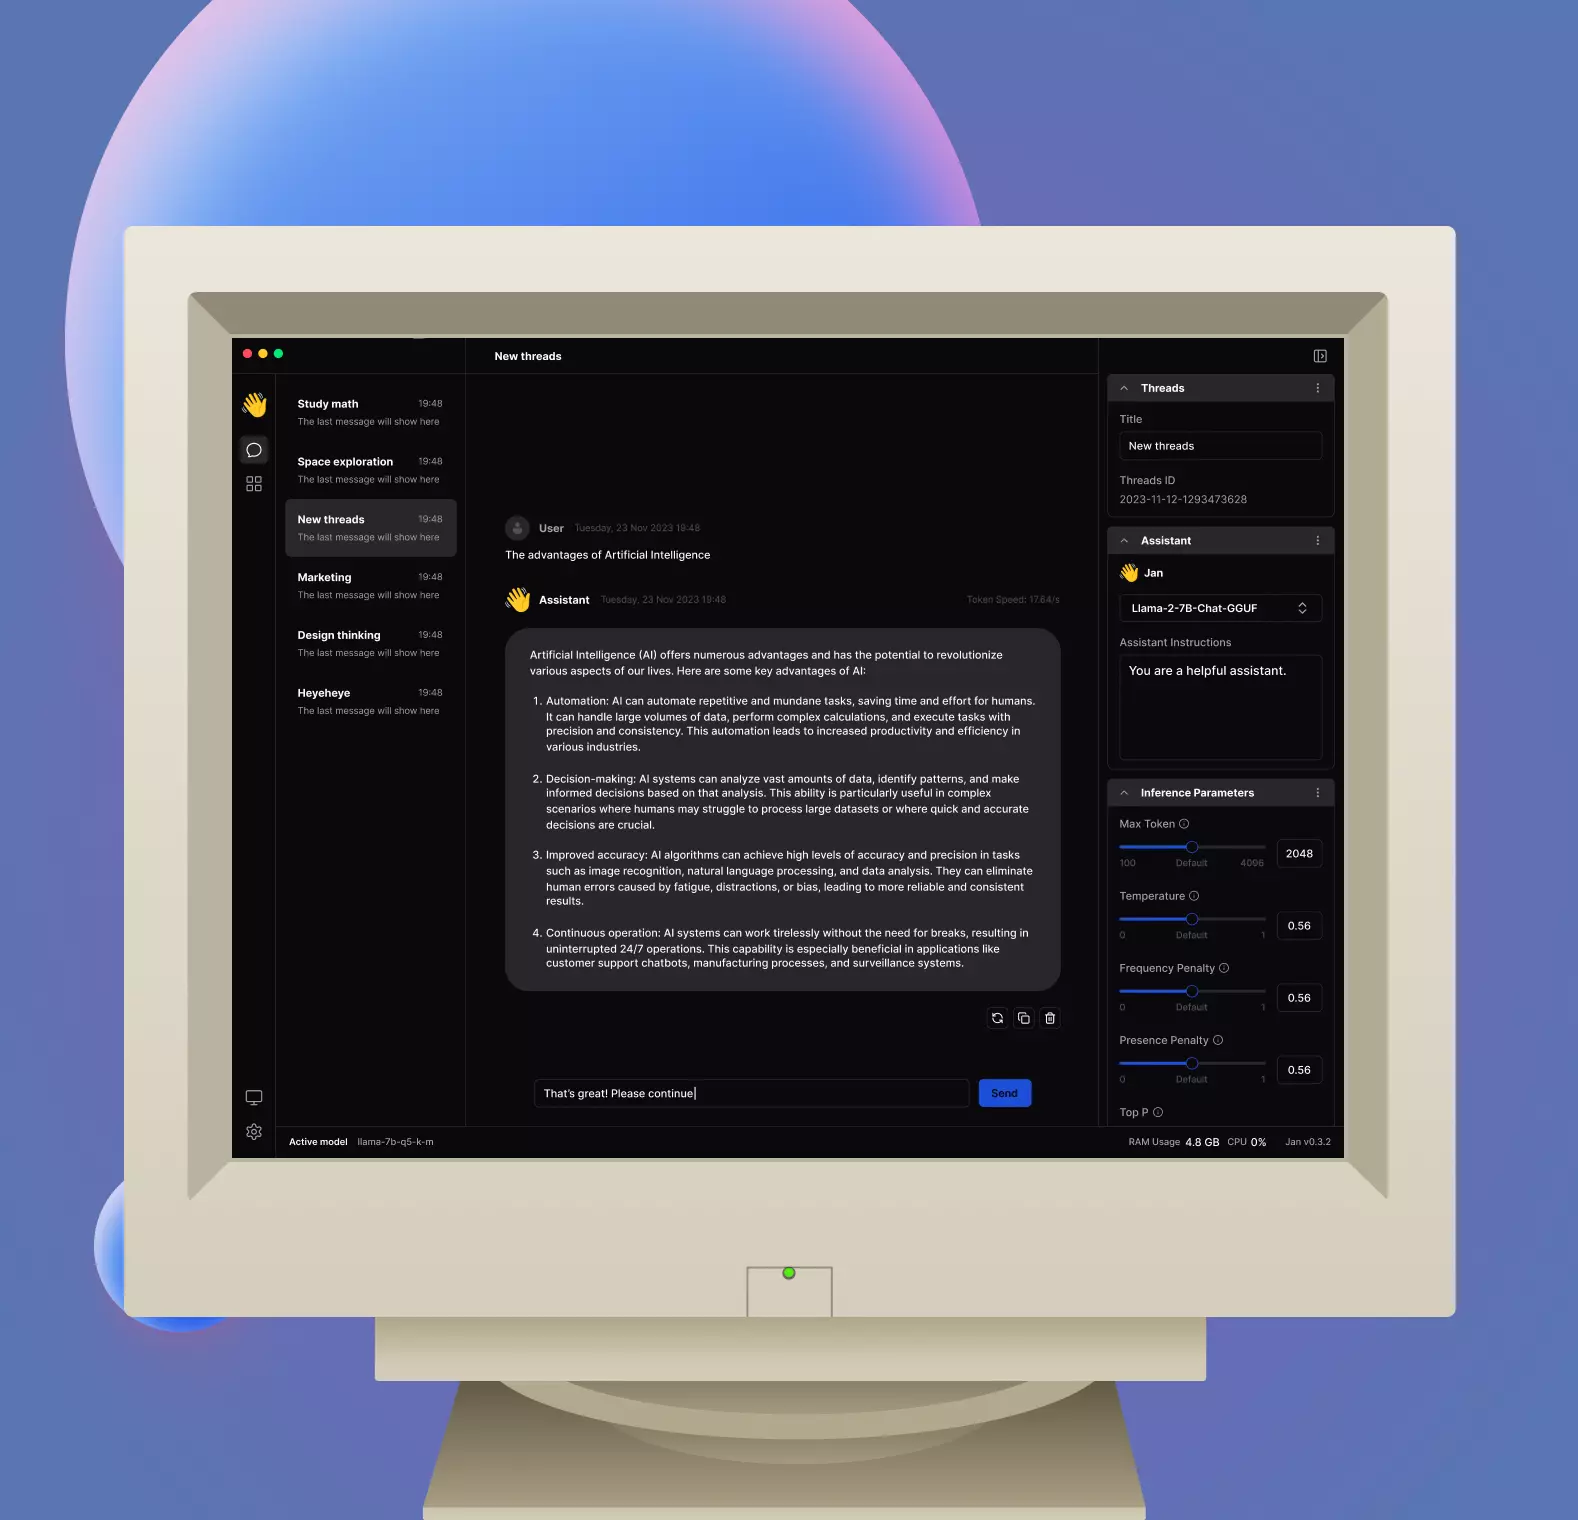 New threads
Study math 19:48
The last message will show here
Space exploration 19:48
The last message will show here
New threads 19:48
The last message will show here
Marketing 19:48
The last message will show here
Design thinking 19:48
The last message will show here
Heyeheye 19:48
The last message will show here
User Tuesday, 23 Nov 2023 19:48
The advantages of Artificial Intelligence
Assistant Tuesday, 23 Nov 2023 19:48 Token Speed: 17.64/s
Artificial Intelligence (AI) offers numerous advantages and has the potential to revolutionize
various aspects of our lives. Here are some key advantages of AI:
1. Automation: AI can automate repetitive and mundane tasks, saving time and effort for humans.
It can handle large volumes of data, perform complex calculations, and execute tasks with
precision and consistency. This automation leads to increased productivity and efficiency in
various industries.
2. Decision-making: AI systems can analyze vast amounts of data, identify patterns, and make
informed decisions based on that analysis. This ability is particularly useful in complex
scenarios where humans may struggle to process large datasets or where quick and accurate
decisions are crucial.
3. Improved accuracy: AI algorithms can achieve high levels of accuracy and precision in tasks
such as image recognition, natural language processing, and data analysis. They can eliminate
human errors caused by fatigue, distractions, or bias, leading to more reliable and consistent
results.
4. Continuous operation: AI systems can work tirelessly without the need for breaks, resulting in
uninterrupted 24/7 operations. This capability is especially beneficial in applications like
customer support chatbots, manufacturing processes, and surveillance systems.
That's great! Please continue
Send
Threads
Title
New threads
Threads ID
2023-11-12-1293473628
Assistant
Jan
Llama-2-7B-Chat-GGUF
Assistant Instructions
You are a helpful assistant.
Inference Parameters
Max Token
2048
100 Default 4096
Temperature
0.56
0 Default 1
Frequency Penalty
0.56
0 Default 1
Presence Penalty
0.56
0 Default 1
Top P
Active model llama-7b-q5-k-m
RAM Usage 4.8 GB CPU 0% Jan v0.3.2